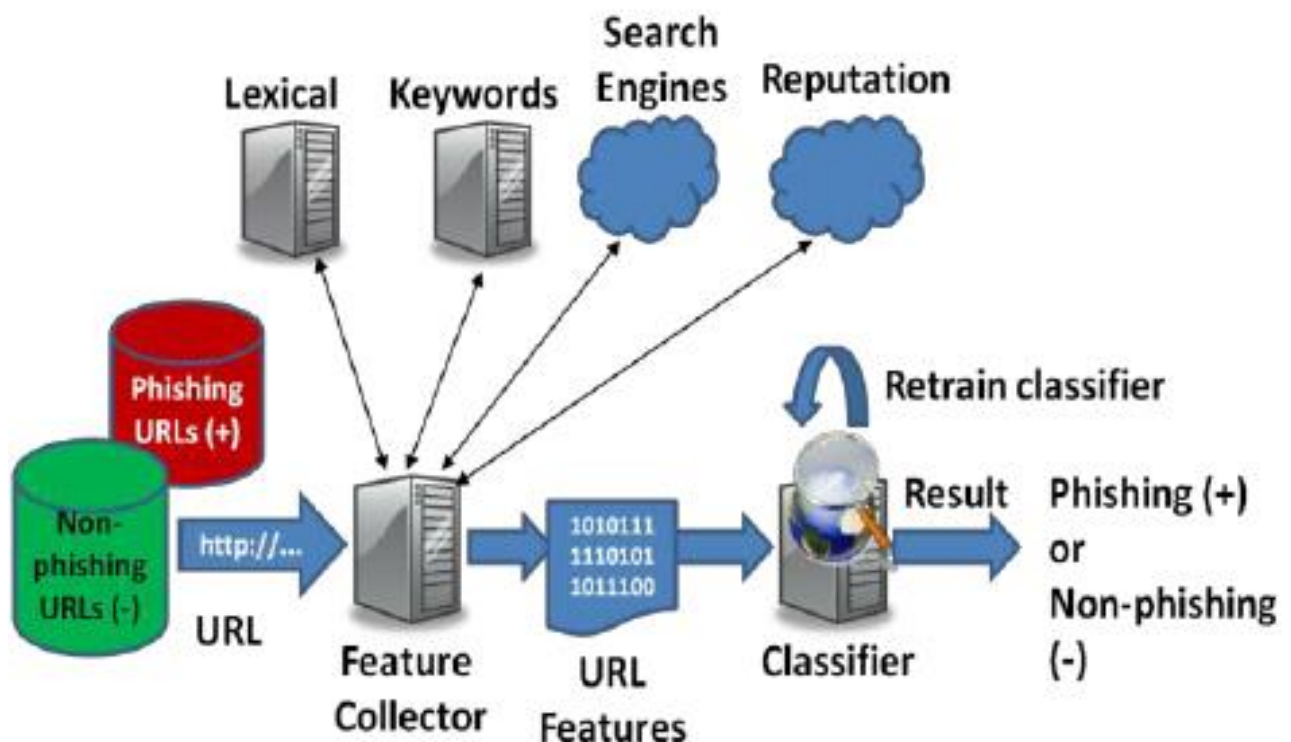 Lexical
Keywords
Search
Engines
Reputation
Phishing
URLs (+)
Non-
phishing
URLs (-)
http://...
URL
Feature
Collector
1010111
1110101
1011100
URL
Features
Retrain classifier
Classifier
Result
Phishing (+)
or
Non-phishing
(-)